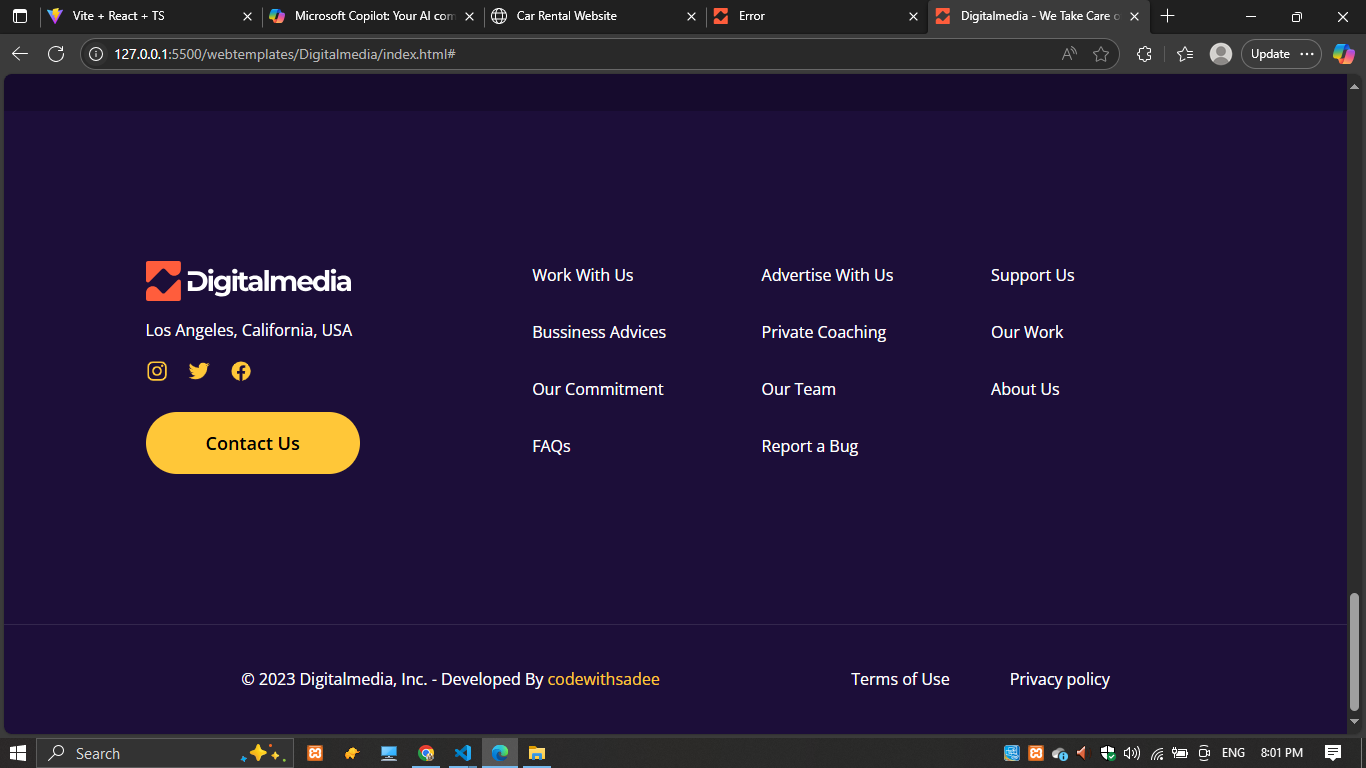 Vite + React + TS
Microsoft Copilot: Your AI com
Car Rental Website
Error
Digitalmedia - We Take Care o
127.0.0.1:5500/webtemplates/Digitalmedia/index.html#
Update
Digitalmedia
Los Angeles, California, USA
Contact Us
Work With Us
Bussiness Advices
Our Commitment
FAQs
Advertise With Us
Private Coaching
Our Team
Report a Bug
Support Us
Our Work
About Us
© 2023 Digitalmedia, Inc. - Developed By codewithsadee
Terms of Use
Privacy policy
Search
ENG
8:01 PM